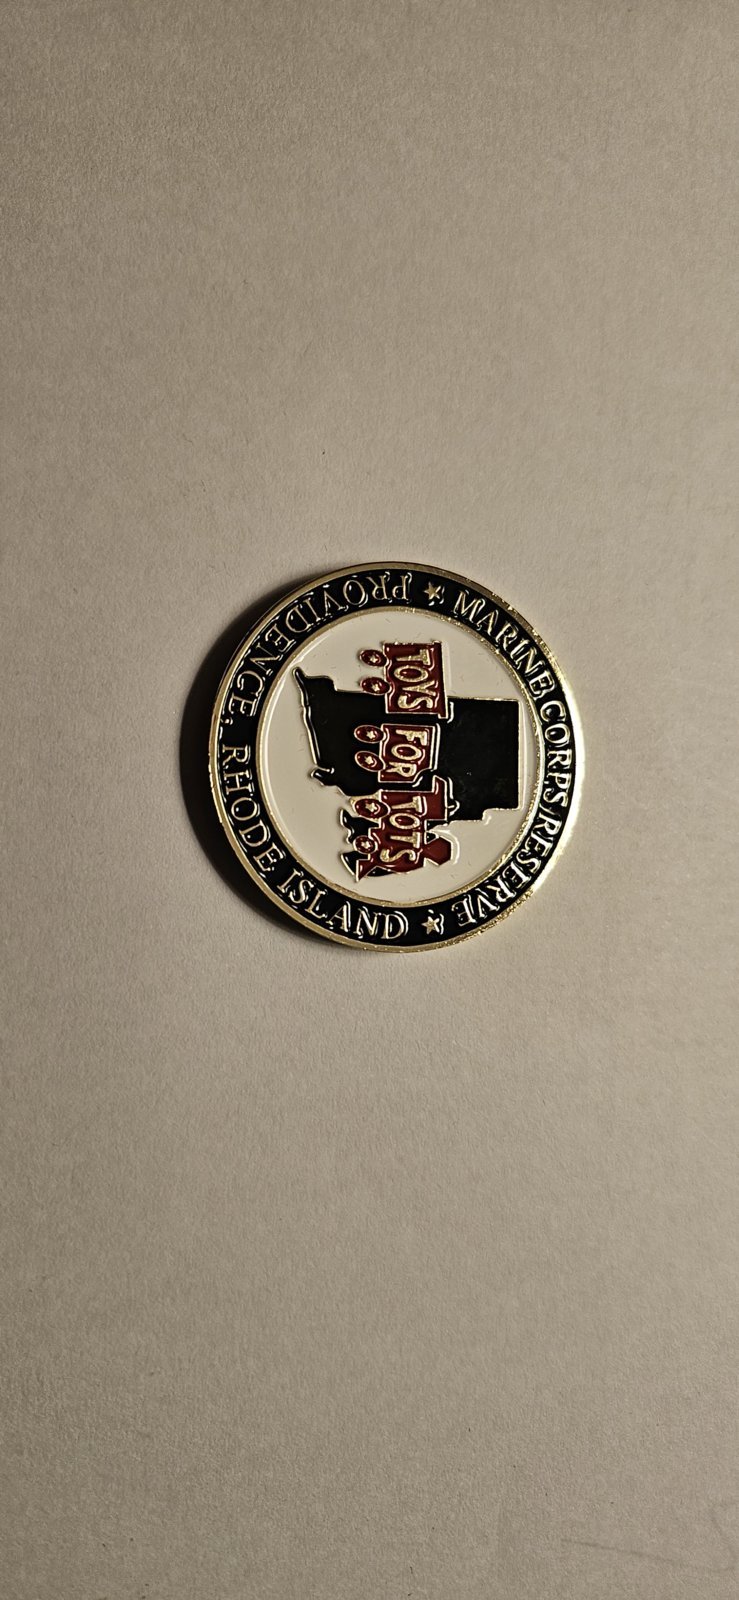 ★ MARINE CORPS RESERVE ★
TOYS FOR TOTS
PROVIDENCE, RHODE ISLAND